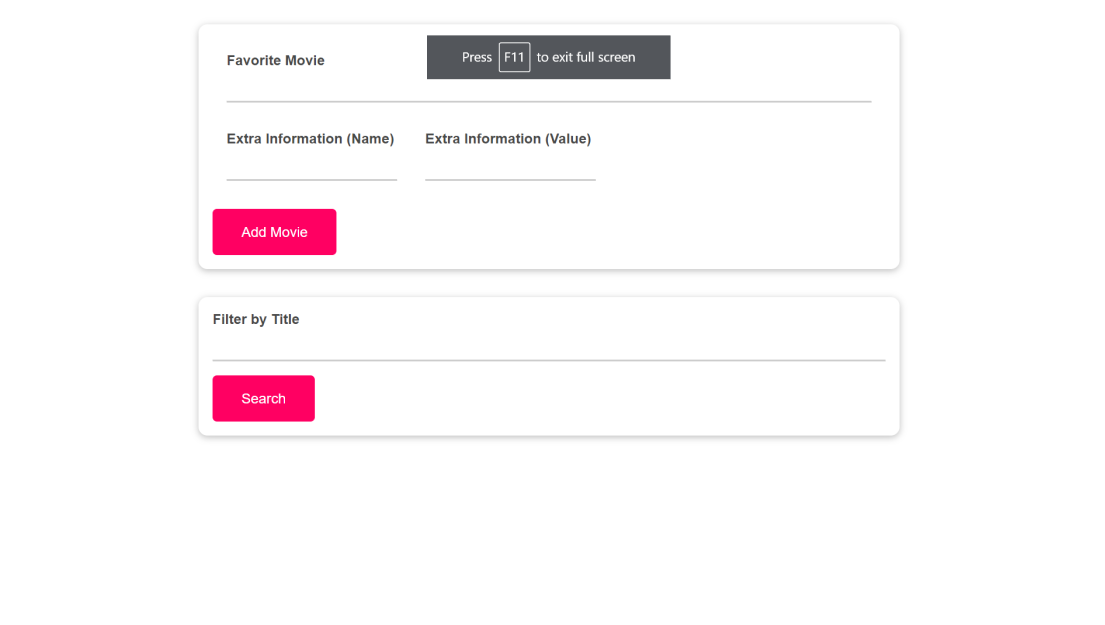 Favorite Movie
Press F11 to exit full screen
Extra Information (Name) Extra Information (Value)
Add Movie
Filter by Title
Search